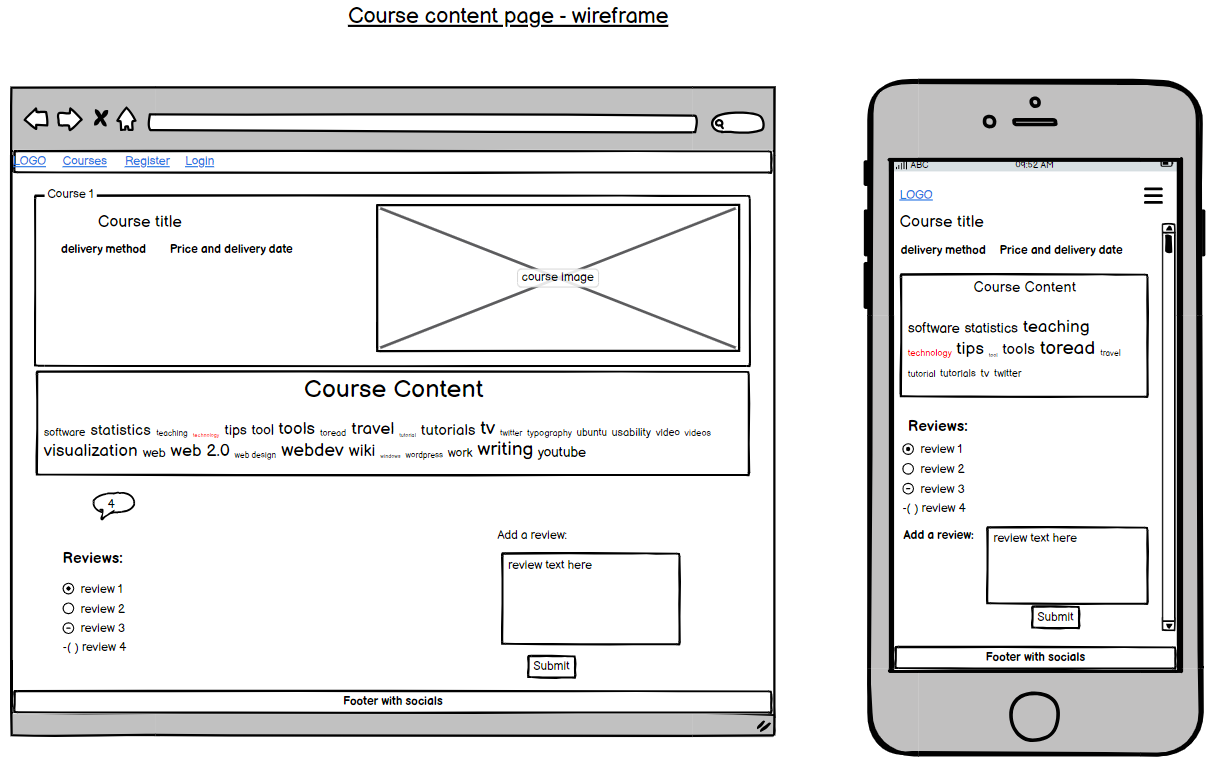 Course content page - wireframe
LOGO Courses Register Login
Course 1
Course title
delivery method Price and delivery date
course image
Course Content
software statistics teaching technology tips tool tools toread travel tutorial tutorials tv twitter typography ubuntu usability video videos
visualization web web 2.0 web design webdev wiki windows wordpress work writing youtube
4
Reviews:
review 1
review 2
review 3
-( ) review 4
Add a review:
review text here
Submit
Footer with socials
ABC 09:52 AM
LOGO
Course title
delivery method Price and delivery date
Course Content
software statistics teaching
technology tips tool tools toread travel
tutorial tutorials tv twitter
Reviews:
review 1
review 2
review 3
-( ) review 4
Add a review:
review text here
Submit
Footer with socials